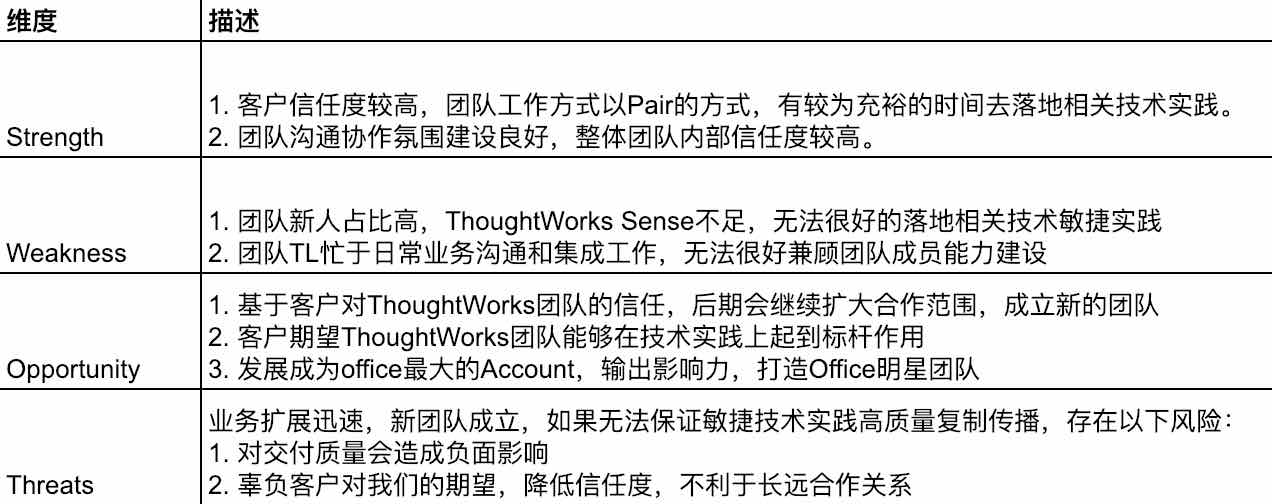 维度 描述
1. 客户信任度较高，团队工作方式以Pair的方式，有较为充裕的时间去落地相关技术实践。
Strength 2. 团队沟通协作氛围建设良好，整体团队内部信任度较高。
1. 团队新人占比高，ThoughtWorks Sense不足，无法很好的落地相关技术敏捷实践
Weakness 2. 团队TL忙于日常业务沟通和集成工作，无法很好兼顾团队成员能力建设
1. 基于客户对ThoughtWorks团队的信任，后期会继续扩大合作范围，成立新的团队
2. 客户期望ThoughtWorks团队能够在技术实践上起到标杆作用
Opportunity 3. 发展成为office最大的Account，输出影响力，打造Office明星团队
业务扩展迅速，新团队成立，如果无法保证敏捷技术实践高质量复制传播，存在以下风险：
1. 对交付质量会造成负面影响
Threats 2. 辜负客户对我们的期望，降低信任度，不利于长远合作关系